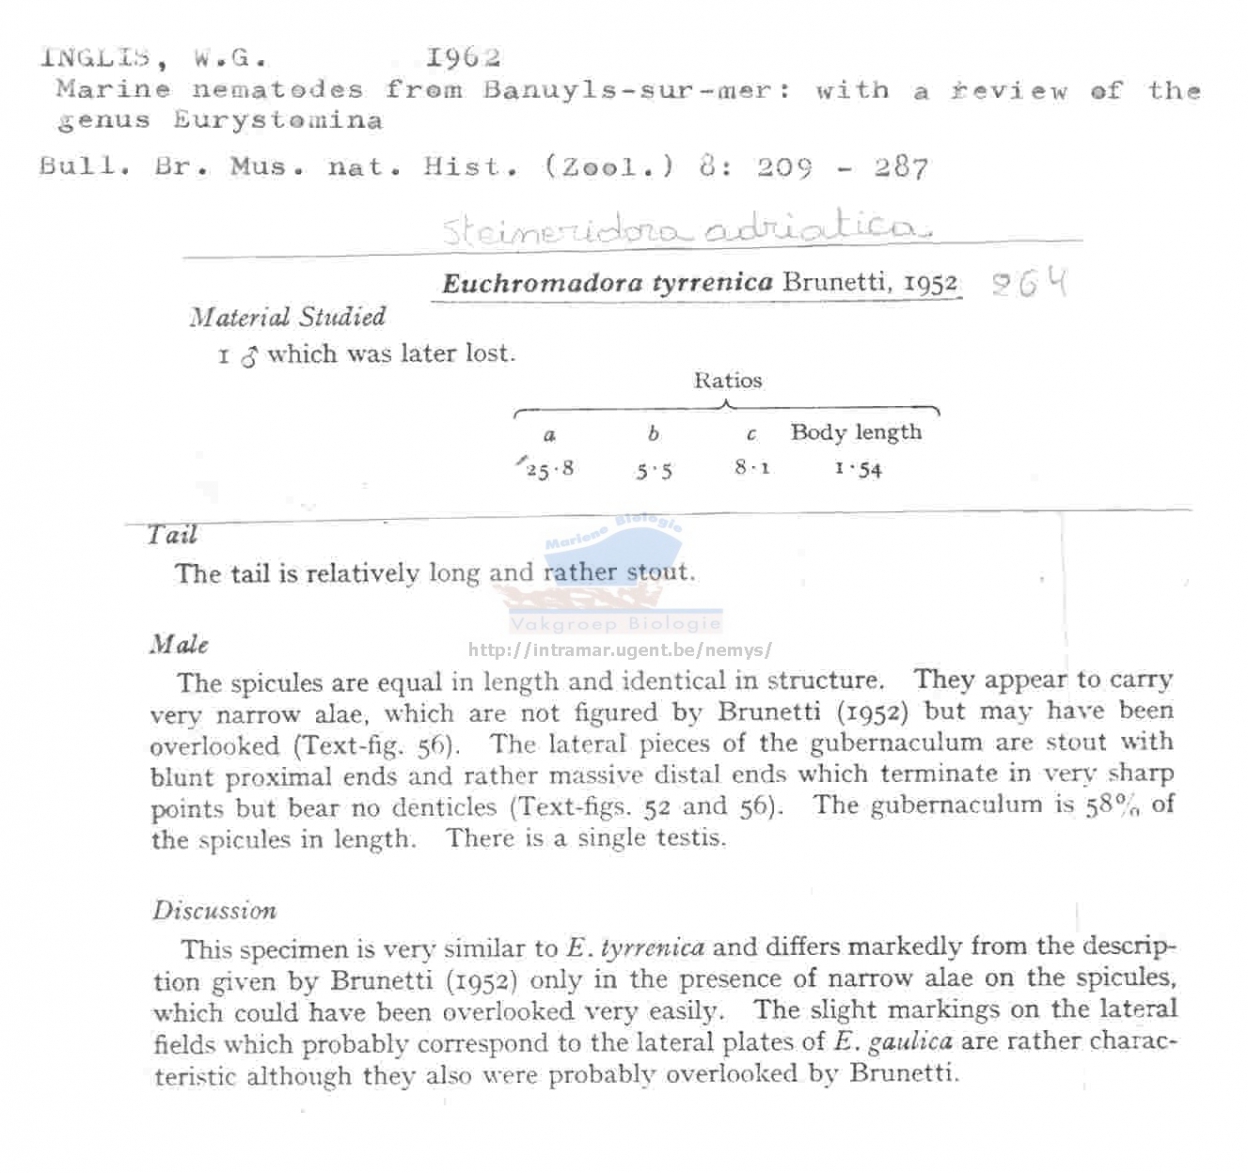 INGLIS, W.G. I962
Marine nematodes from Banuyls-sur-mer: with a review of the
genus Eurystomina
Bull. Br. Mus. nat. Hist. (Zool.) 8: 209 - 287
Steineridora adriatica
Euchromadora tyrrenica Brunetti, 1952 264
Material Studied
1 ♂ which was later lost.
Ratios
a b c Body length
25·8 5·5 8·1 1·54
Tail
The tail is relatively long and rather stout.
Mariene Biologie
Vakgroep Biologie
http://intramar.ugent.be/nemys/
Male
The spicules are equal in length and identical in structure. They appear to carry
very narrow alae, which are not figured by Brunetti (1952) but may have been
overlooked (Text-fig. 56). The lateral pieces of the gubernaculum are stout with
blunt proximal ends and rather massive distal ends which terminate in very sharp
points but bear no denticles (Text-figs. 52 and 56). The gubernaculum is 58% of
the spicules in length. There is a single testis.
Discussion
This specimen is very similar to E. tyrrenica and differs markedly from the descrip-
tion given by Brunetti (1952) only in the presence of narrow alae on the spicules,
which could have been overlooked very easily. The slight markings on the lateral
fields which probably correspond to the lateral plates of E. gaulica are rather charac-
teristic although they also were probably overlooked by Brunetti.